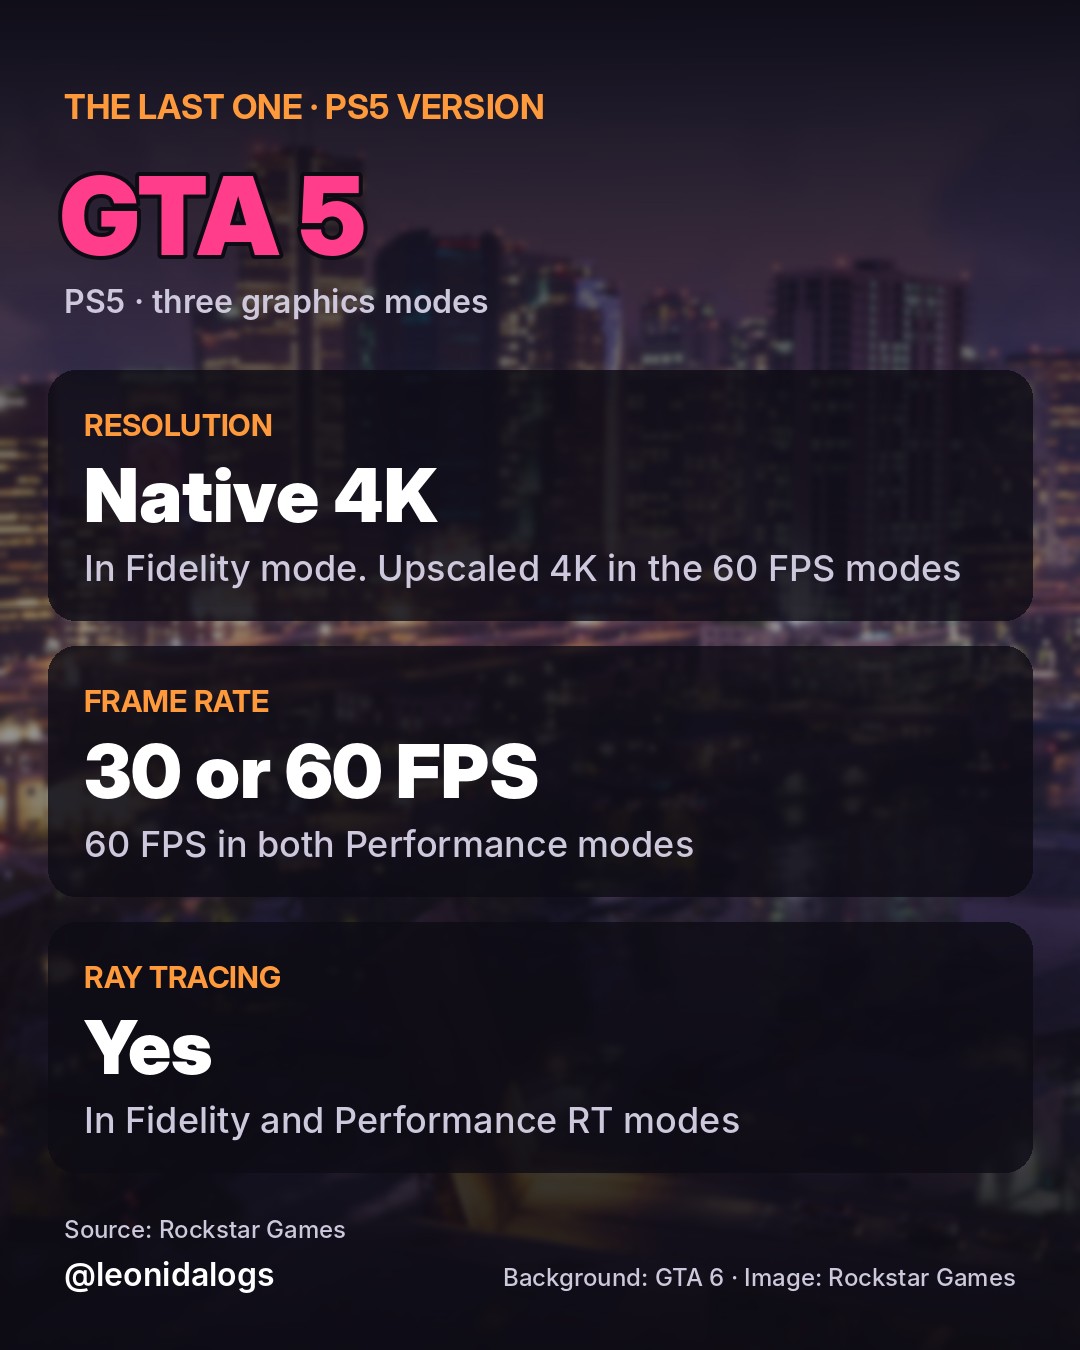 THE LAST ONE · PS5 VERSION
GTA 5
PS5 · three graphics modes
RESOLUTION
Native 4K
In Fidelity mode. Upscaled 4K in the 60 FPS modes
FRAME RATE
30 or 60 FPS
60 FPS in both Performance modes
RAY TRACING
Yes
In Fidelity and Performance RT modes
Source: Rockstar Games
@leonidalogs
Background: GTA 6 · Image: Rockstar Games